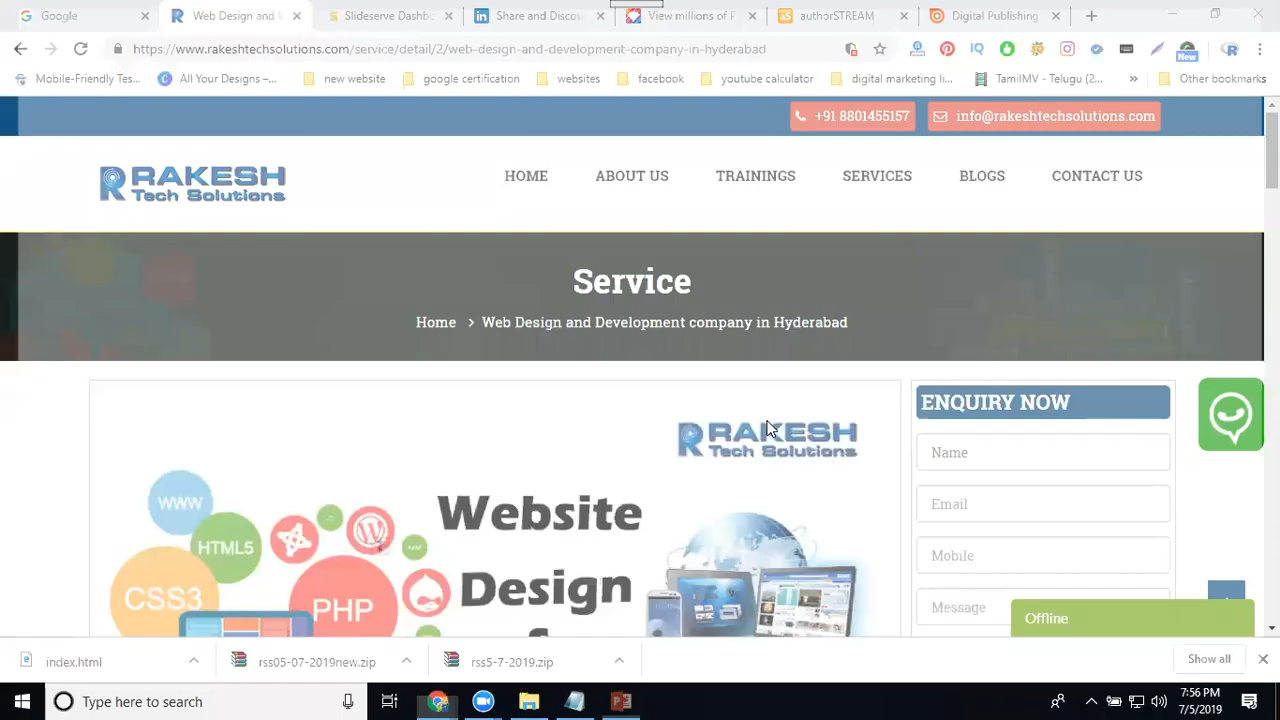 Google
Web Design and
Slideserve Dashb
Share and Disco
View millions of P
authorSTREAM
Digital Publishing
https://www.rakeshtechsolutions.com/service/detail/2/web-design-and-development-company-in-hyderabad
New
Mobile-Friendly Tes...
All Your Designs –...
new website
google certification
websites
facebook
youtube calculator
digital marketing li...
TamilMV - Telugu (2...
Other bookmarks
+91 8801455157
info@rakeshtechsolutions.com
RAKESH
Tech Solutions
HOME
ABOUT US
TRAININGS
SERVICES
BLOGS
CONTACT US
Service
Home > Web Design and Development company in Hyderabad
ENQUIRY NOW
Name
Email
Mobile
Message
RAKESH
Tech Solutions
Website
Design
WWW
HTML5
CSS3
PHP
Offline
index.html
rss05-07-2019new.zip
rss5-7-2019.zip
Show all
Type here to search
7:56 PM
7/5/2019